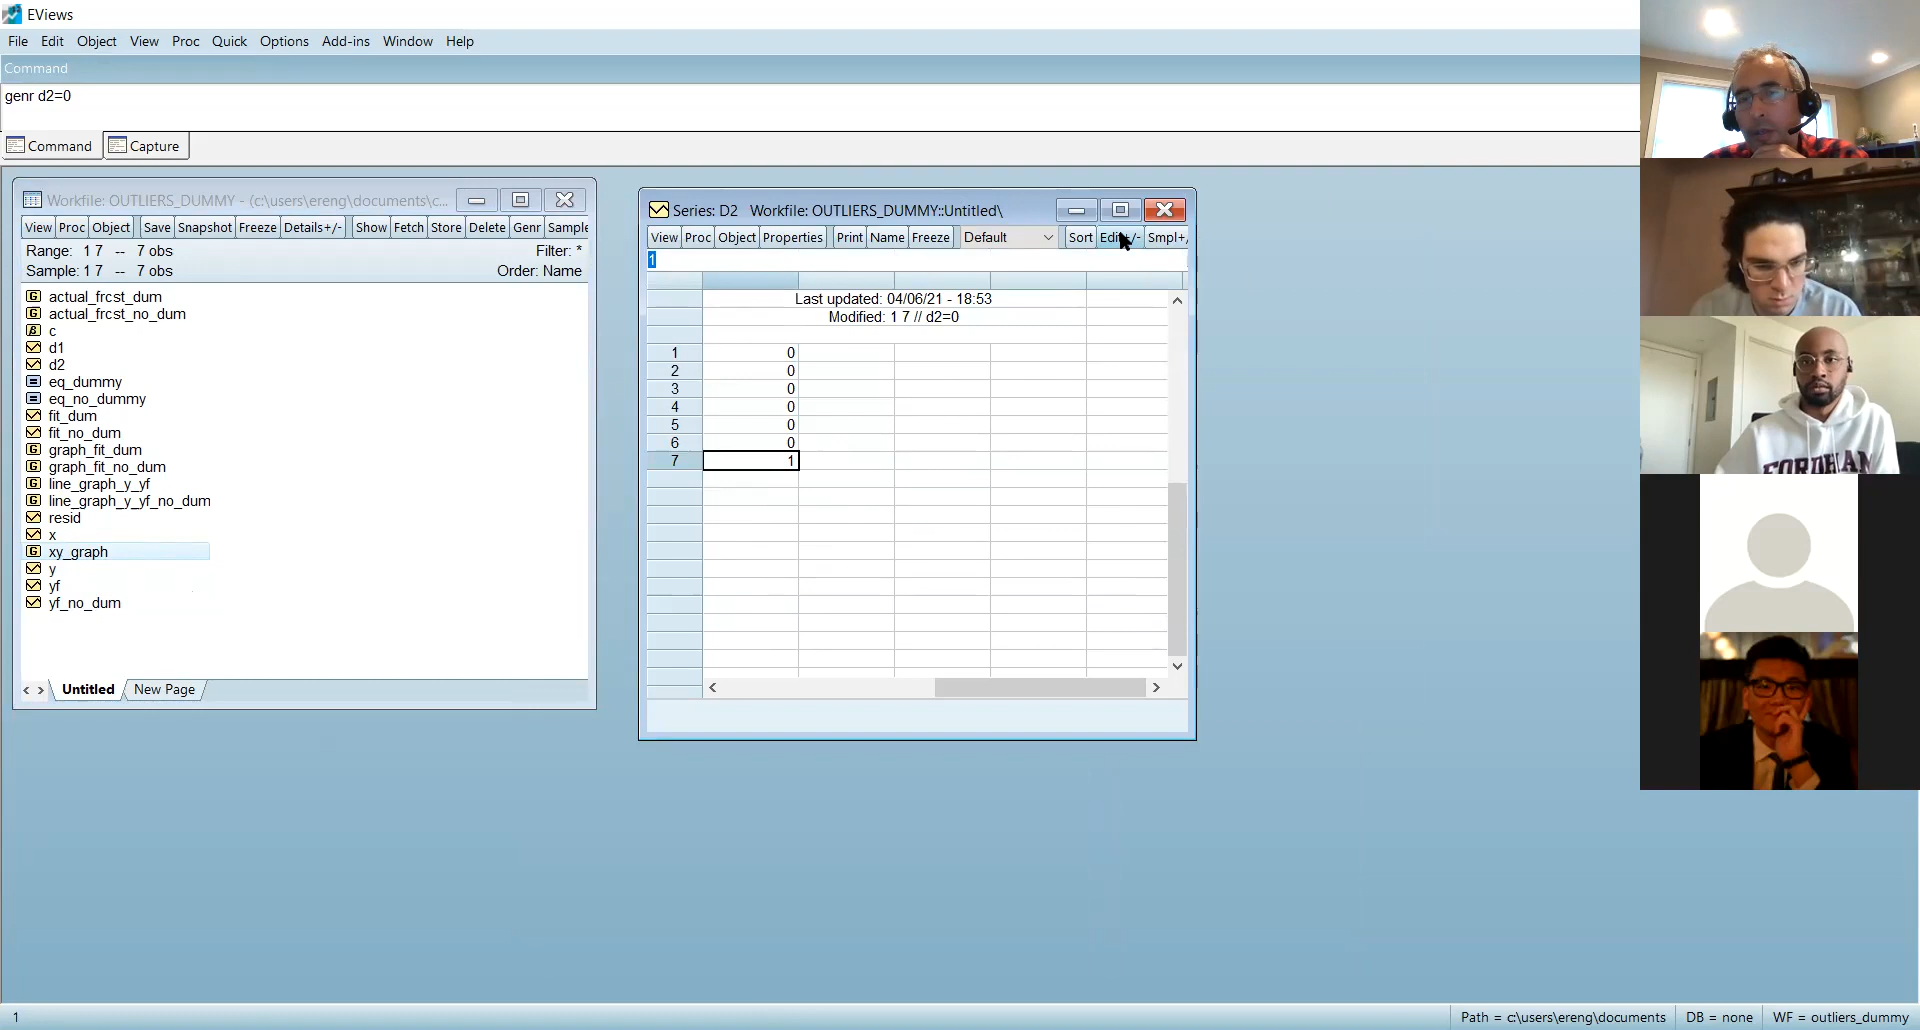 EViews
File Edit Object View Proc Quick Options Add-ins Window Help
Command
genr d2=0
Command Capture
Workfile: OUTLIERS_DUMMY - (c:\users\ereng\documents\c...
View Proc Object Save Snapshot Freeze Details+/- Show Fetch Store Delete Genr Sample
Range: 1 7 -- 7 obs Filter: *
Sample: 1 7 -- 7 obs Order: Name
actual_frcst_dum
actual_frcst_no_dum
c
d1
d2
eq_dummy
eq_no_dummy
fit_dum
fit_no_dum
graph_fit_dum
graph_fit_no_dum
line_graph_y_yf
line_graph_y_yf_no_dum
resid
x
xy_graph
y
yf
yf_no_dum
Untitled New Page
Series: D2 Workfile: OUTLIERS_DUMMY::Untitled\
View Proc Object Properties Print Name Freeze Default Sort Edit+/- Smpl+/
1
Last updated: 04/06/21 - 18:53
Modified: 1 7 // d2=0
1 0
2 0
3 0
4 0
5 0
6 0
7 1
FORDHAM
1 Path = c:\users\ereng\documents DB = none WF = outliers_dummy